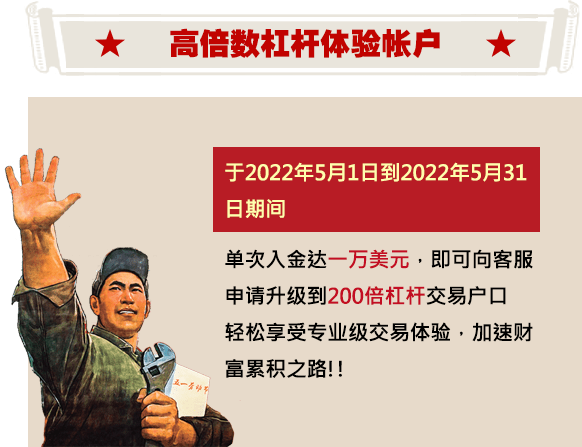 ★ 高倍数杠杆体验帐户 ★
于2022年5月1日到2022年5月31
日期间
单次入金达一万美元，即可向客服
申请升级到200倍杠杆交易户口
轻松享受专业级交易体验，加速财
富累积之路!!